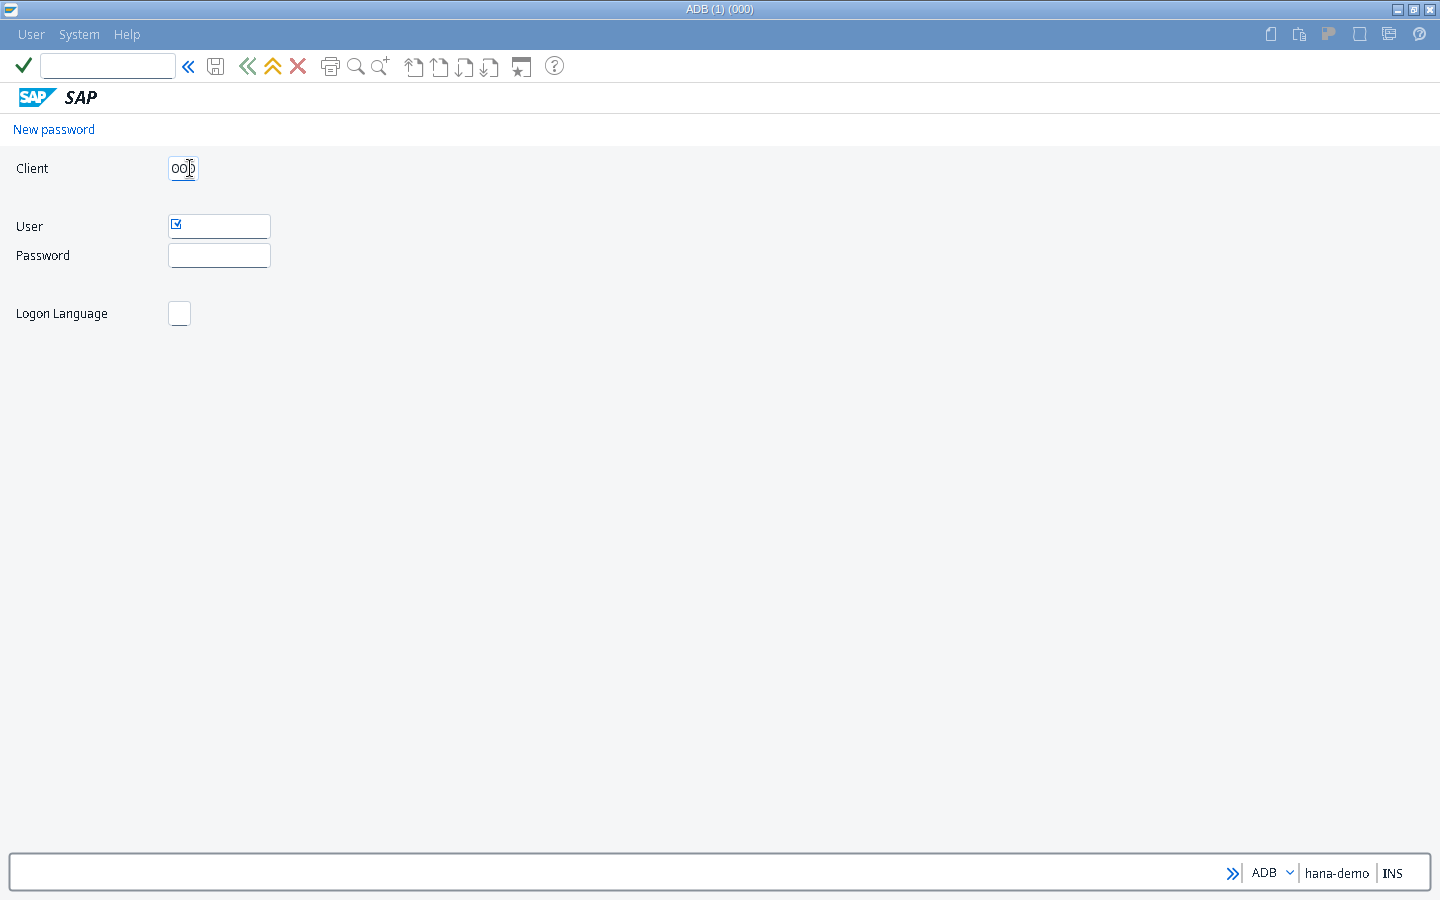 ADB (1) (000)
User System Help
SAP SAP
New password
Client 000
User
Password
Logon Language
ADB hana-demo INS